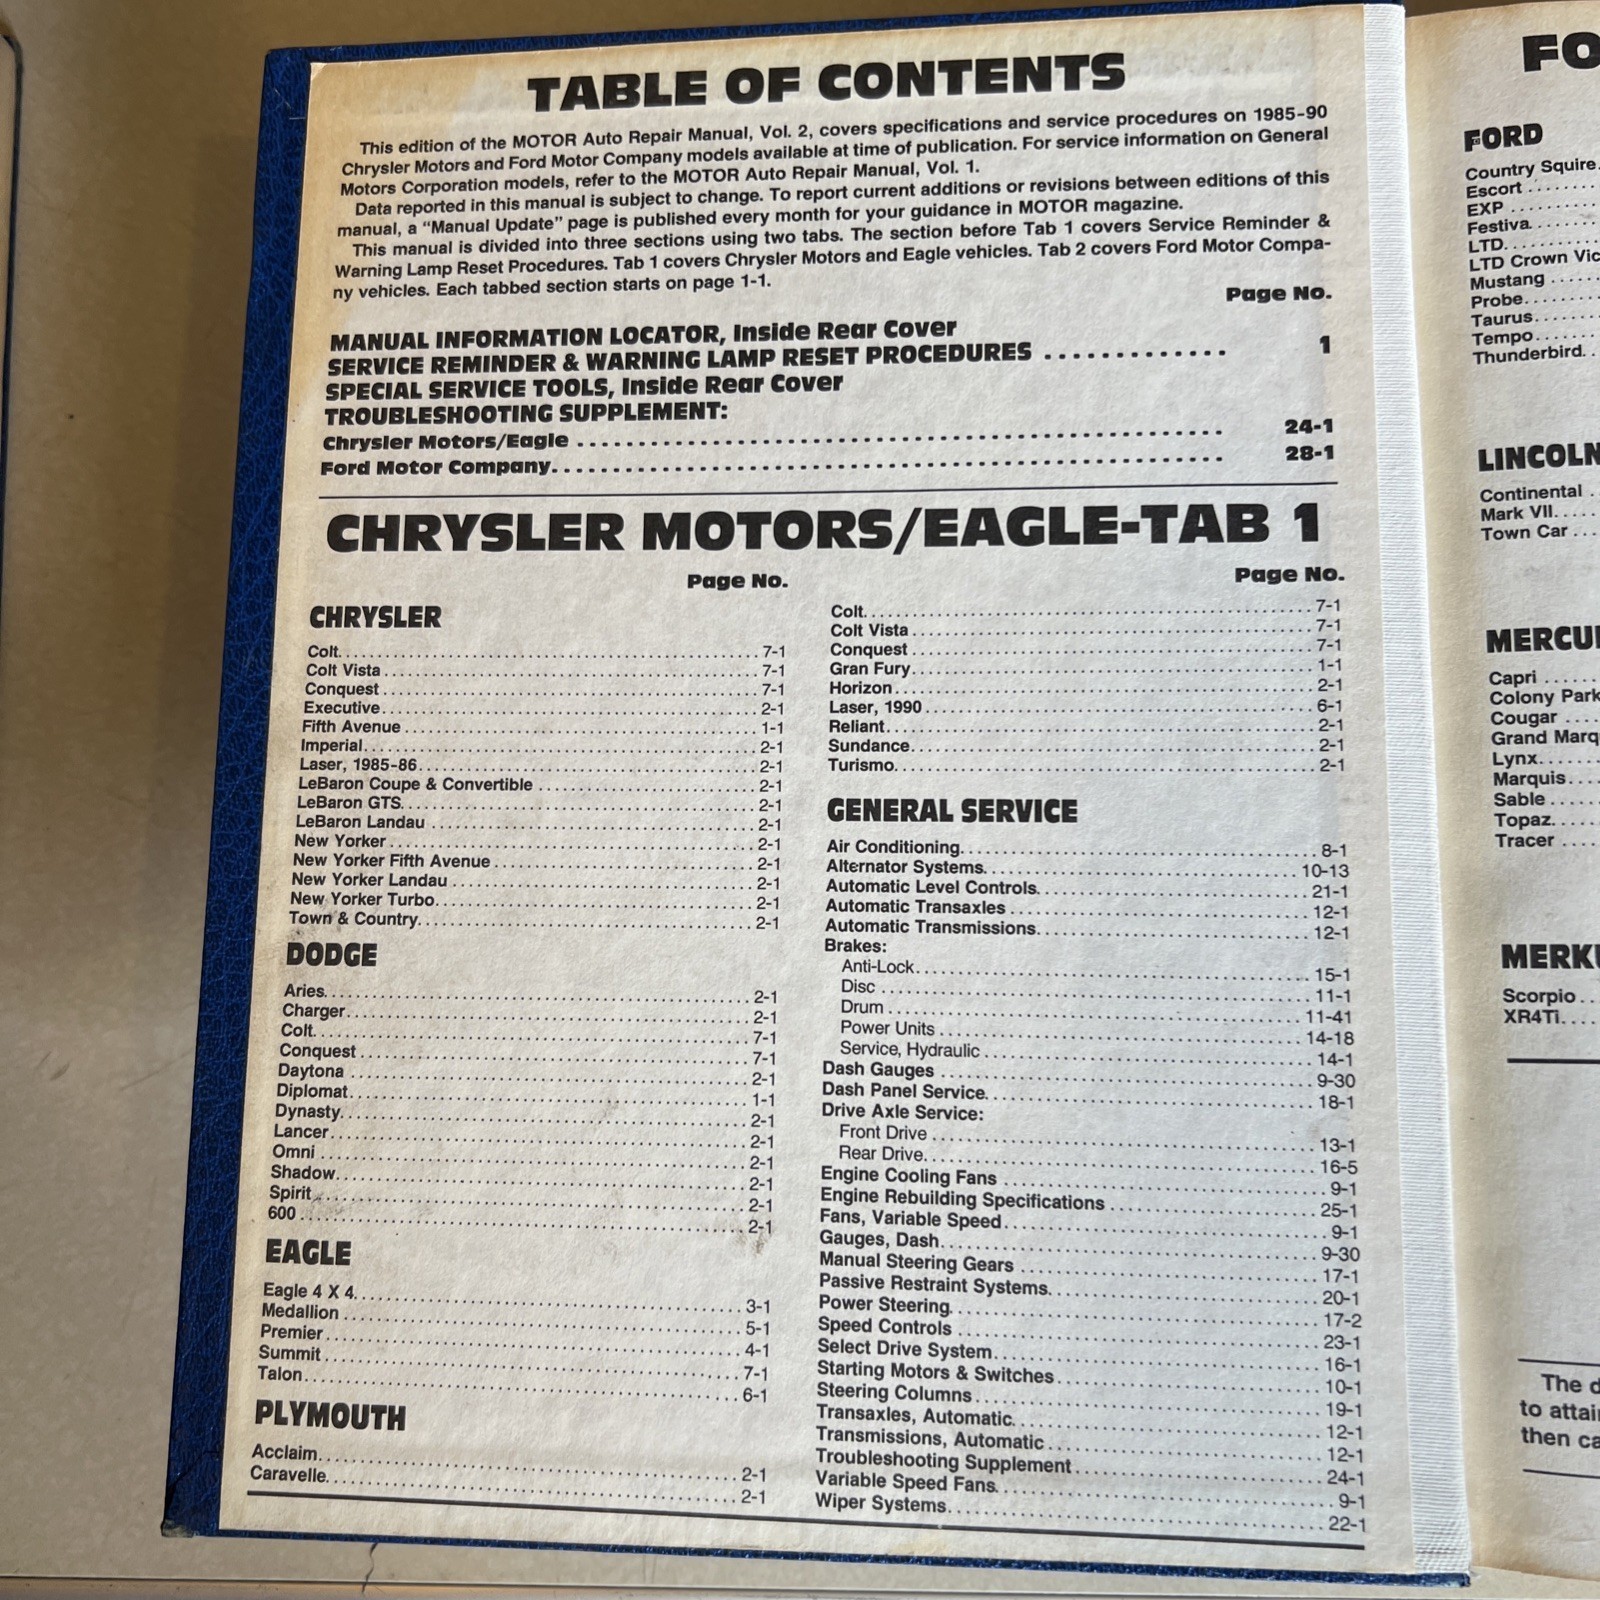 TABLE OF CONTENTS
This edition of the MOTOR Auto Repair Manual, Vol. 2, covers specifications and service procedures on 1985-90
Chrysler Motors and Ford Motor Company models available at time of publication. For service information on General
Motors Corporation models, refer to the MOTOR Auto Repair Manual, Vol. 1.
Data reported in this manual is subject to change. To report current additions or revisions between editions of this
manual, a “Manual Update” page is published every month for your guidance in MOTOR magazine.
This manual is divided into three sections using two tabs. The section before Tab 1 covers Service Reminder &
Warning Lamp Reset Procedures. Tab 1 covers Chrysler Motors and Eagle vehicles. Tab 2 covers Ford Motor Compa-
ny vehicles. Each tabbed section starts on page 1-1.
Page No.
MANUAL INFORMATION LOCATOR, Inside Rear Cover
SERVICE REMINDER & WARNING LAMP RESET PROCEDURES ............. 1
SPECIAL SERVICE TOOLS, Inside Rear Cover
TROUBLESHOOTING SUPPLEMENT:
Chrysler Motors/Eagle ............. 24-1
Ford Motor Company............. 28-1
CHRYSLER MOTORS/EAGLE-TAB 1
Page No.
CHRYSLER
Colt............. 7-1
Colt Vista............. 7-1
Conquest............. 7-1
Executive............. 2-1
Fifth Avenue............. 1-1
Imperial............. 2-1
Laser, 1985-86............. 2-1
LeBaron Coupe & Convertible............. 2-1
LeBaron GTS............. 2-1
LeBaron Landau............. 2-1
New Yorker............. 2-1
New Yorker Fifth Avenue............. 2-1
New Yorker Landau............. 2-1
New Yorker Turbo............. 2-1
Town & Country............. 2-1
DODGE
Aries............. 2-1
Charger............. 2-1
Colt............. 7-1
Conquest............. 7-1
Daytona............. 2-1
Diplomat............. 1-1
Dynasty............. 2-1
Lancer............. 2-1
Omni............. 2-1
Shadow............. 2-1
Spirit............. 2-1
600............. 2-1
EAGLE
Eagle 4 X 4............. 3-1
Medallion............. 5-1
Premier............. 4-1
Summit............. 7-1
Talon............. 6-1
PLYMOUTH
Acclaim............. 2-1
Caravelle............. 2-1
Page No.
Colt............. 7-1
Colt Vista............. 7-1
Conquest............. 7-1
Gran Fury............. 1-1
Horizon............. 2-1
Laser, 1990............. 6-1
Reliant............. 2-1
Sundance............. 2-1
Turismo............. 2-1
GENERAL SERVICE
Air Conditioning............. 8-1
Alternator Systems............. 10-13
Automatic Level Controls............. 21-1
Automatic Transaxles............. 12-1
Automatic Transmissions............. 12-1
Brakes:
Anti-Lock............. 15-1
Disc............. 11-1
Drum............. 11-41
Power Units............. 14-18
Service, Hydraulic............. 14-1
Dash Gauges............. 9-30
Dash Panel Service............. 18-1
Drive Axle Service:
Front Drive............. 13-1
Rear Drive............. 16-5
Engine Cooling Fans............. 9-1
Engine Rebuilding Specifications............. 25-1
Fans, Variable Speed............. 9-1
Gauges, Dash............. 9-30
Manual Steering Gears............. 17-1
Passive Restraint Systems............. 20-1
Power Steering............. 17-2
Speed Controls............. 23-1
Select Drive System............. 16-1
Starting Motors & Switches............. 10-1
Steering Columns............. 19-1
Transaxles, Automatic............. 12-1
Transmissions, Automatic............. 12-1
Troubleshooting Supplement............. 24-1
Variable Speed Fans............. 9-1
Wiper Systems............. 22-1
FO
FORD
Country Squire.
Escort........
EXP........
Festiva........
LTD........
LTD Crown Vic
Mustang......
Probe........
Taurus.......
Tempo.......
Thunderbird..
LINCOLN
Continental .
Mark VII.....
Town Car ...
MERCU
Capri......
Colony Park
Cougar ....
Grand Marq
Lynx.......
Marquis....
Sable......
Topaz.....
Tracer ....
MERKU
Scorpio...
XR4Ti....
The d
to attai
then ca